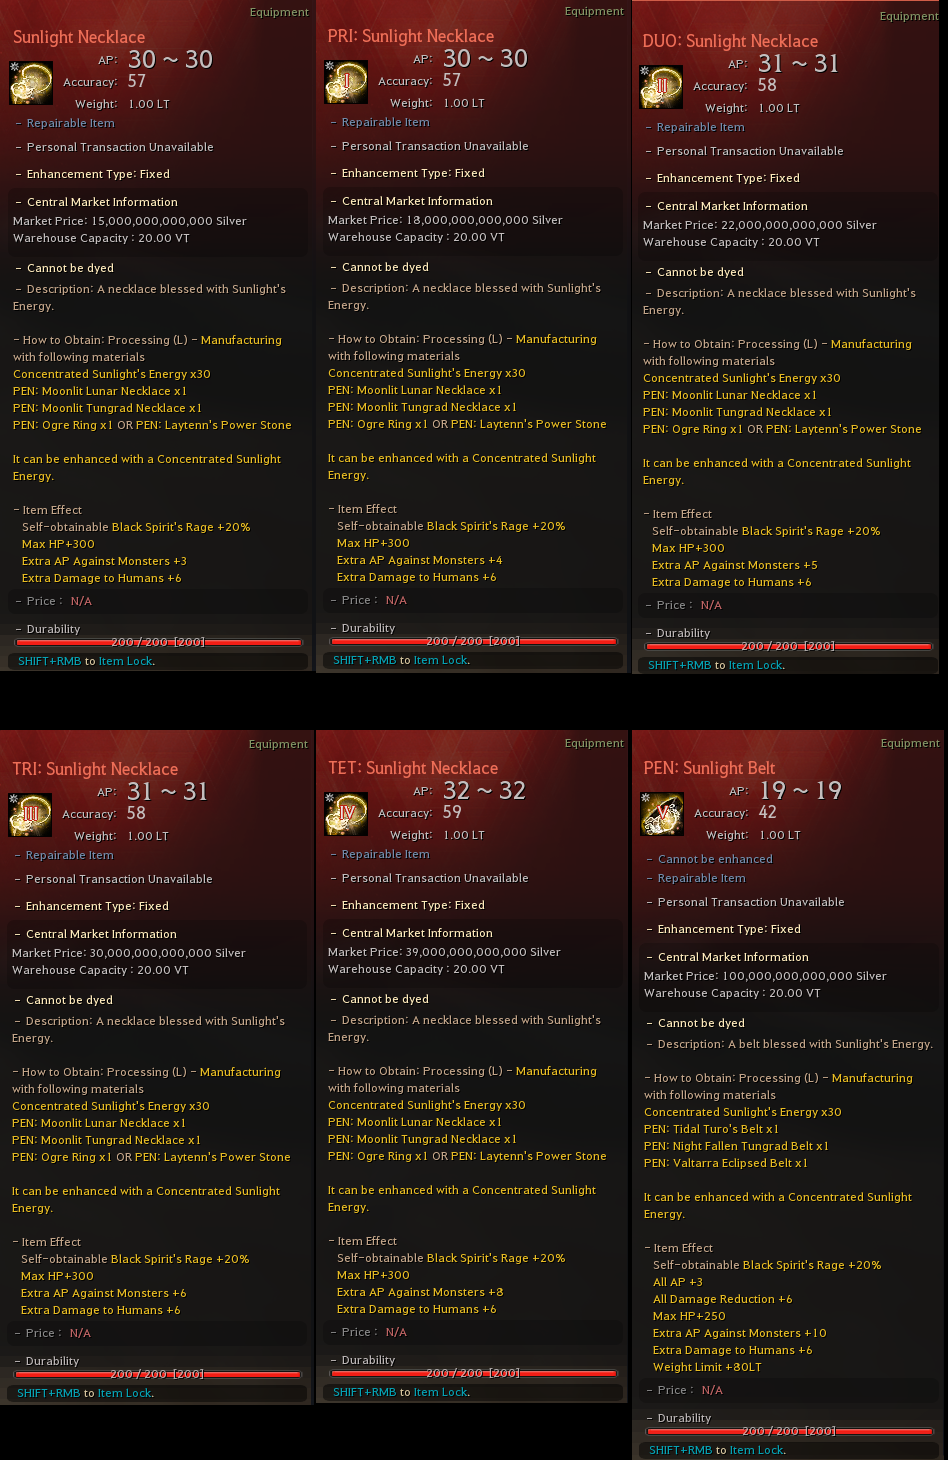 Equipment
Sunlight Necklace
AP: 30 ~ 30
Accuracy: 57
Weight: 1.00 LT
- Repairable Item
- Personal Transaction Unavailable
- Enhancement Type: Fixed
- Central Market Information
Market Price: 15,000,000,000,000 Silver
Warehouse Capacity : 20.00 VT
- Cannot be dyed
- Description: A necklace blessed with Sunlight's
Energy.
- How to Obtain: Processing (L) - Manufacturing
with following materials
Concentrated Sunlight's Energy x30
PEN: Moonlit Lunar Necklace x1
PEN: Moonlit Tungrad Necklace x1
PEN: Ogre Ring x1 OR PEN: Laytenn's Power Stone
It can be enhanced with a Concentrated Sunlight
Energy.
- Item Effect
Self-obtainable Black Spirit's Rage +20%
Max HP+300
Extra AP Against Monsters +3
Extra Damage to Humans +6
- Price : N/A
- Durability
200 / 200 [200]
SHIFT+RMB to Item Lock.
Equipment
PRI: Sunlight Necklace
I
AP: 30 ~ 30
Accuracy: 57
Weight: 1.00 LT
- Repairable Item
- Personal Transaction Unavailable
- Enhancement Type: Fixed
- Central Market Information
Market Price: 18,000,000,000,000 Silver
Warehouse Capacity : 20.00 VT
- Cannot be dyed
- Description: A necklace blessed with Sunlight's
Energy.
- How to Obtain: Processing (L) - Manufacturing
with following materials
Concentrated Sunlight's Energy x30
PEN: Moonlit Lunar Necklace x1
PEN: Moonlit Tungrad Necklace x1
PEN: Ogre Ring x1 OR PEN: Laytenn's Power Stone
It can be enhanced with a Concentrated Sunlight
Energy.
- Item Effect
Self-obtainable Black Spirit's Rage +20%
Max HP+300
Extra AP Against Monsters +4
Extra Damage to Humans +6
- Price : N/A
- Durability
200 / 200 [200]
SHIFT+RMB to Item Lock.
Equipment
DUO: Sunlight Necklace
II
AP: 31 ~ 31
Accuracy: 58
Weight: 1.00 LT
- Repairable Item
- Personal Transaction Unavailable
- Enhancement Type: Fixed
- Central Market Information
Market Price: 22,000,000,000,000 Silver
Warehouse Capacity : 20.00 VT
- Cannot be dyed
- Description: A necklace blessed with Sunlight's
Energy.
- How to Obtain: Processing (L) - Manufacturing
with following materials
Concentrated Sunlight's Energy x30
PEN: Moonlit Lunar Necklace x1
PEN: Moonlit Tungrad Necklace x1
PEN: Ogre Ring x1 OR PEN: Laytenn's Power Stone
It can be enhanced with a Concentrated Sunlight
Energy.
- Item Effect
Self-obtainable Black Spirit's Rage +20%
Max HP+300
Extra AP Against Monsters +5
Extra Damage to Humans +6
- Price : N/A
- Durability
200 / 200 [200]
SHIFT+RMB to Item Lock.
Equipment
TRI: Sunlight Necklace
III
AP: 31 ~ 31
Accuracy: 58
Weight: 1.00 LT
- Repairable Item
- Personal Transaction Unavailable
- Enhancement Type: Fixed
- Central Market Information
Market Price: 30,000,000,000,000 Silver
Warehouse Capacity : 20.00 VT
- Cannot be dyed
- Description: A necklace blessed with Sunlight's
Energy.
- How to Obtain: Processing (L) - Manufacturing
with following materials
Concentrated Sunlight's Energy x30
PEN: Moonlit Lunar Necklace x1
PEN: Moonlit Tungrad Necklace x1
PEN: Ogre Ring x1 OR PEN: Laytenn's Power Stone
It can be enhanced with a Concentrated Sunlight
Energy.
- Item Effect
Self-obtainable Black Spirit's Rage +20%
Max HP+300
Extra AP Against Monsters +6
Extra Damage to Humans +6
- Price : N/A
- Durability
200 / 200 [200]
SHIFT+RMB to Item Lock.
Equipment
TET: Sunlight Necklace
IV
AP: 32 ~ 32
Accuracy: 59
Weight: 1.00 LT
- Repairable Item
- Personal Transaction Unavailable
- Enhancement Type: Fixed
- Central Market Information
Market Price: 39,000,000,000,000 Silver
Warehouse Capacity : 20.00 VT
- Cannot be dyed
- Description: A necklace blessed with Sunlight's
Energy.
- How to Obtain: Processing (L) - Manufacturing
with following materials
Concentrated Sunlight's Energy x30
PEN: Moonlit Lunar Necklace x1
PEN: Moonlit Tungrad Necklace x1
PEN: Ogre Ring x1 OR PEN: Laytenn's Power Stone
It can be enhanced with a Concentrated Sunlight
Energy.
- Item Effect
Self-obtainable Black Spirit's Rage +20%
Max HP+300
Extra AP Against Monsters +8
Extra Damage to Humans +6
- Price : N/A
- Durability
200 / 200 [200]
SHIFT+RMB to Item Lock.
Equipment
PEN: Sunlight Belt
V
AP: 19 ~ 19
Accuracy: 42
Weight: 1.00 LT
- Cannot be enhanced
- Repairable Item
- Personal Transaction Unavailable
- Enhancement Type: Fixed
- Central Market Information
Market Price: 100,000,000,000,000 Silver
Warehouse Capacity : 20.00 VT
- Cannot be dyed
- Description: A belt blessed with Sunlight's Energy.
- How to Obtain: Processing (L) - Manufacturing
with following materials
Concentrated Sunlight's Energy x30
PEN: Tidal Turo's Belt x1
PEN: Night Fallen Tungrad Belt x1
PEN: Valtarra Eclipsed Belt x1
It can be enhanced with a Concentrated Sunlight
Energy.
- Item Effect
Self-obtainable Black Spirit's Rage +20%
All AP +3
All Damage Reduction +6
Max HP+250
Extra AP Against Monsters +10
Extra Damage to Humans +6
Weight Limit +80LT
- Price : N/A
- Durability
200 / 200 [200]
SHIFT+RMB to Item Lock.